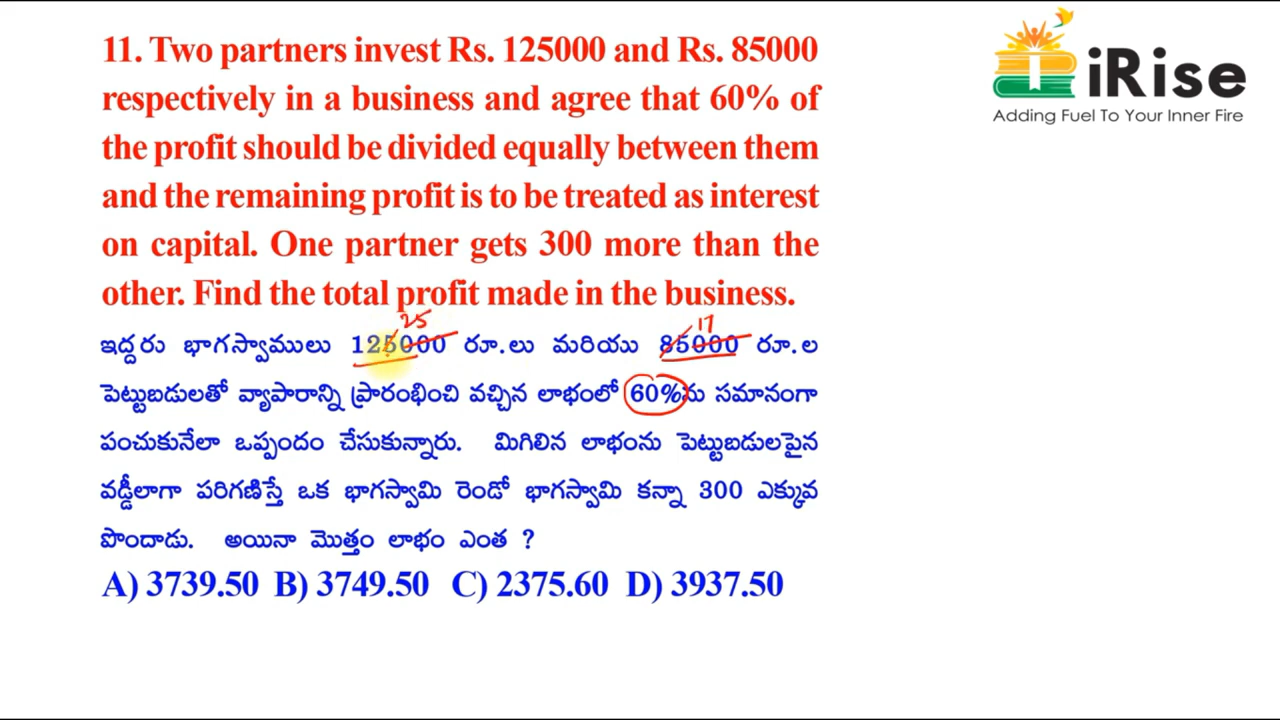 11. Two partners invest Rs. 125000 and Rs. 85000
respectively in a business and agree that 60% of
the profit should be divided equally between them
and the remaining profit is to be treated as interest
on capital. One partner gets 300 more than the
other. Find the total profit made in the business.
25 17
ఇద్దరు భాగస్వాములు 125000 రూ.లు మరియు 85000 రూ.ల
పెట్టుబడులతో వ్యాపారాన్ని ప్రారంభించి వచ్చిన లాభంలో 60%ను సమానంగా
పంచుకునేలా ఒప్పందం చేసుకున్నారు. మిగిలిన లాభంను పెట్టుబడులపైన
వడ్డీలాగా పరిగణిస్తే ఒక భాగస్వామి రెండో భాగస్వామి కన్నా 300 ఎక్కువ
పొందాడు. అయినా మొత్తం లాభం ఎంత ?
A) 3739.50 B) 3749.50 C) 2375.60 D) 3937.50
iRise
Adding Fuel To Your Inner Fire